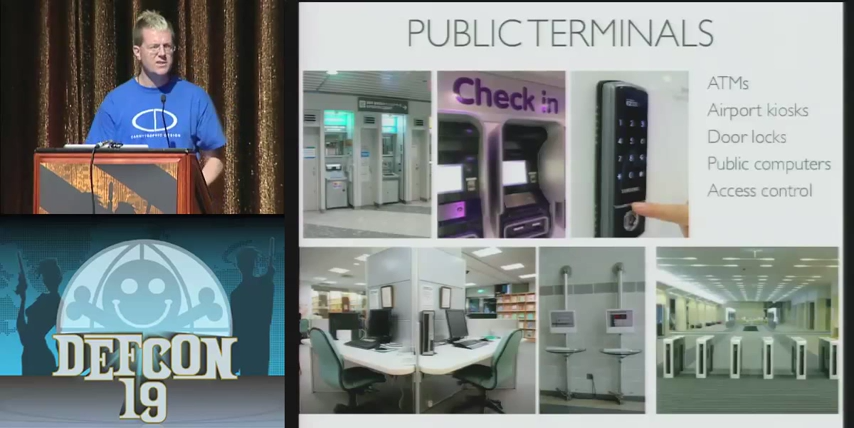 PUBLIC TERMINALS
Check in
ATMs
Airport kiosks
Door locks
Public computers
Access control
DEFCON
19